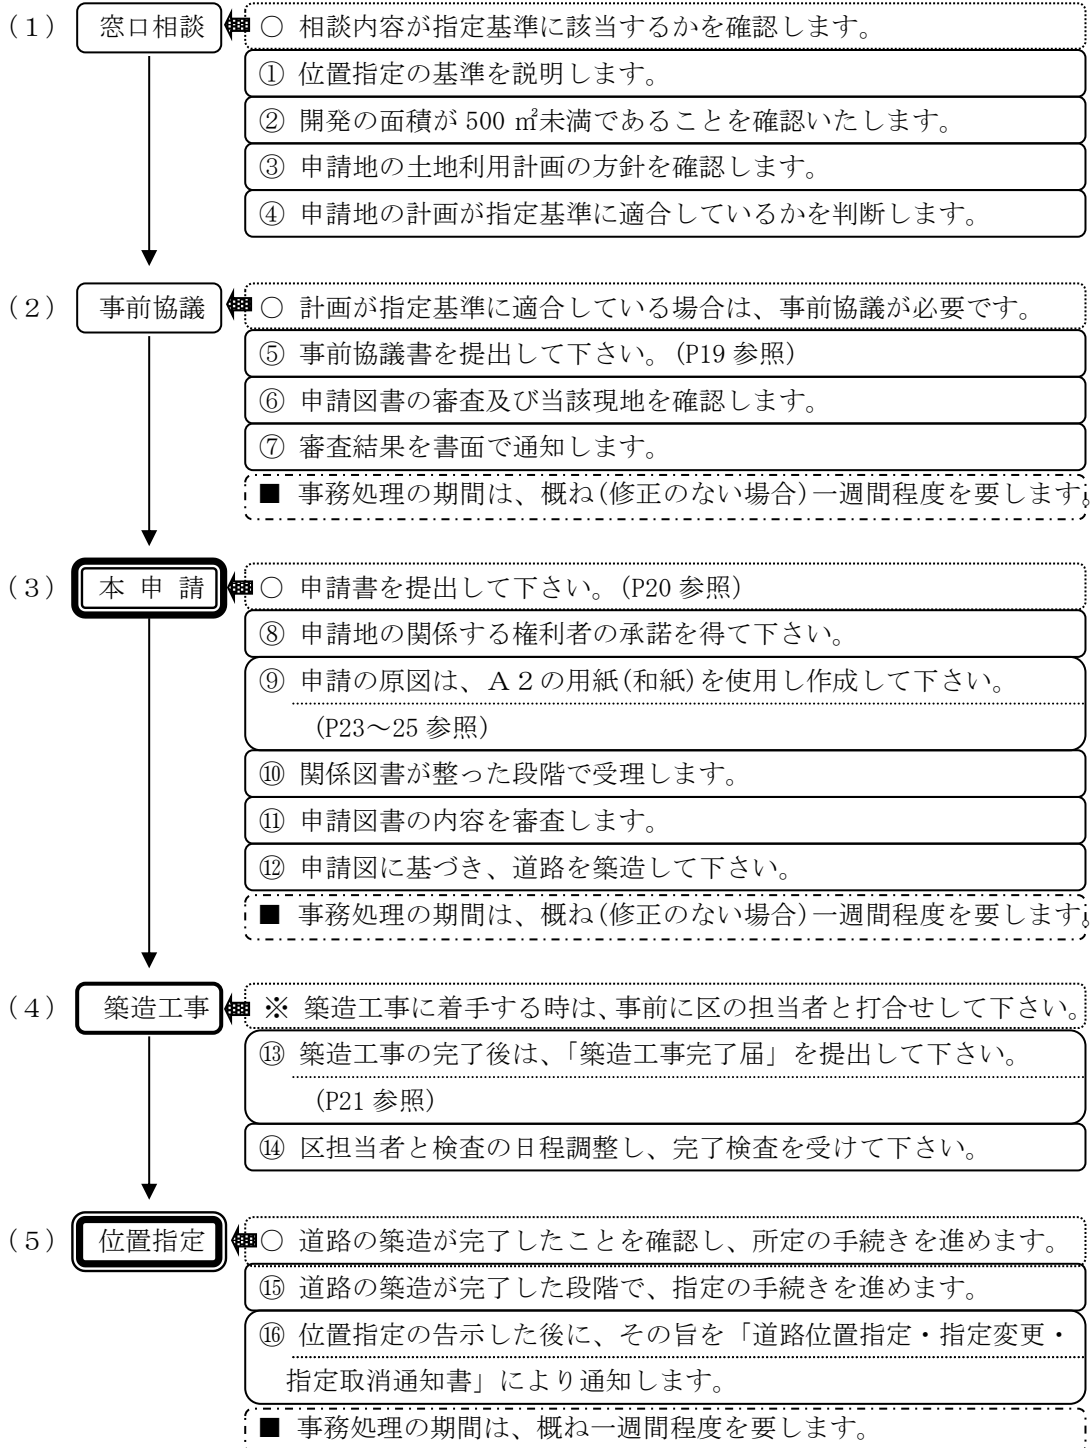 (1) 窓口相談 ○ 相談内容が指定基準に該当するかを確認します。
① 位置指定の基準を説明します。
② 開発の面積が 500 ㎡未満であることを確認いたします。
③ 申請地の土地利用計画の方針を確認します。
④ 申請地の計画が指定基準に適合しているかを判断します。
(2) 事前協議 ○ 計画が指定基準に適合している場合は、事前協議が必要です。
⑤ 事前協議書を提出して下さい。(P19 参照)
⑥ 申請図書の審査及び当該現地を確認します。
⑦ 審査結果を書面で通知します。
■ 事務処理の期間は、概ね(修正のない場合)一週間程度を要します。
(3) 本 申 請 ○ 申請書を提出して下さい。(P20 参照)
⑧ 申請地の関係する権利者の承諾を得て下さい。
⑨ 申請の原図は、A2の用紙(和紙)を使用し作成して下さい。
(P23～25 参照)
⑩ 関係図書が整った段階で受理します。
⑪ 申請図書の内容を審査します。
⑫ 申請図に基づき、道路を築造して下さい。
■ 事務処理の期間は、概ね(修正のない場合)一週間程度を要します。
(4) 築造工事 ※ 築造工事に着手する時は、事前に区の担当者と打合せして下さい。
⑬ 築造工事の完了後は、「築造工事完了届」を提出して下さい。
(P21 参照)
⑭ 区担当者と検査の日程調整し、完了検査を受けて下さい。
(5) 位置指定 ○ 道路の築造が完了したことを確認し、所定の手続きを進めます。
⑮ 道路の築造が完了した段階で、指定の手続きを進めます。
⑯ 位置指定の告示した後に、その旨を「道路位置指定・指定変更・
指定取消通知書」により通知します。
■ 事務処理の期間は、概ね一週間程度を要します。